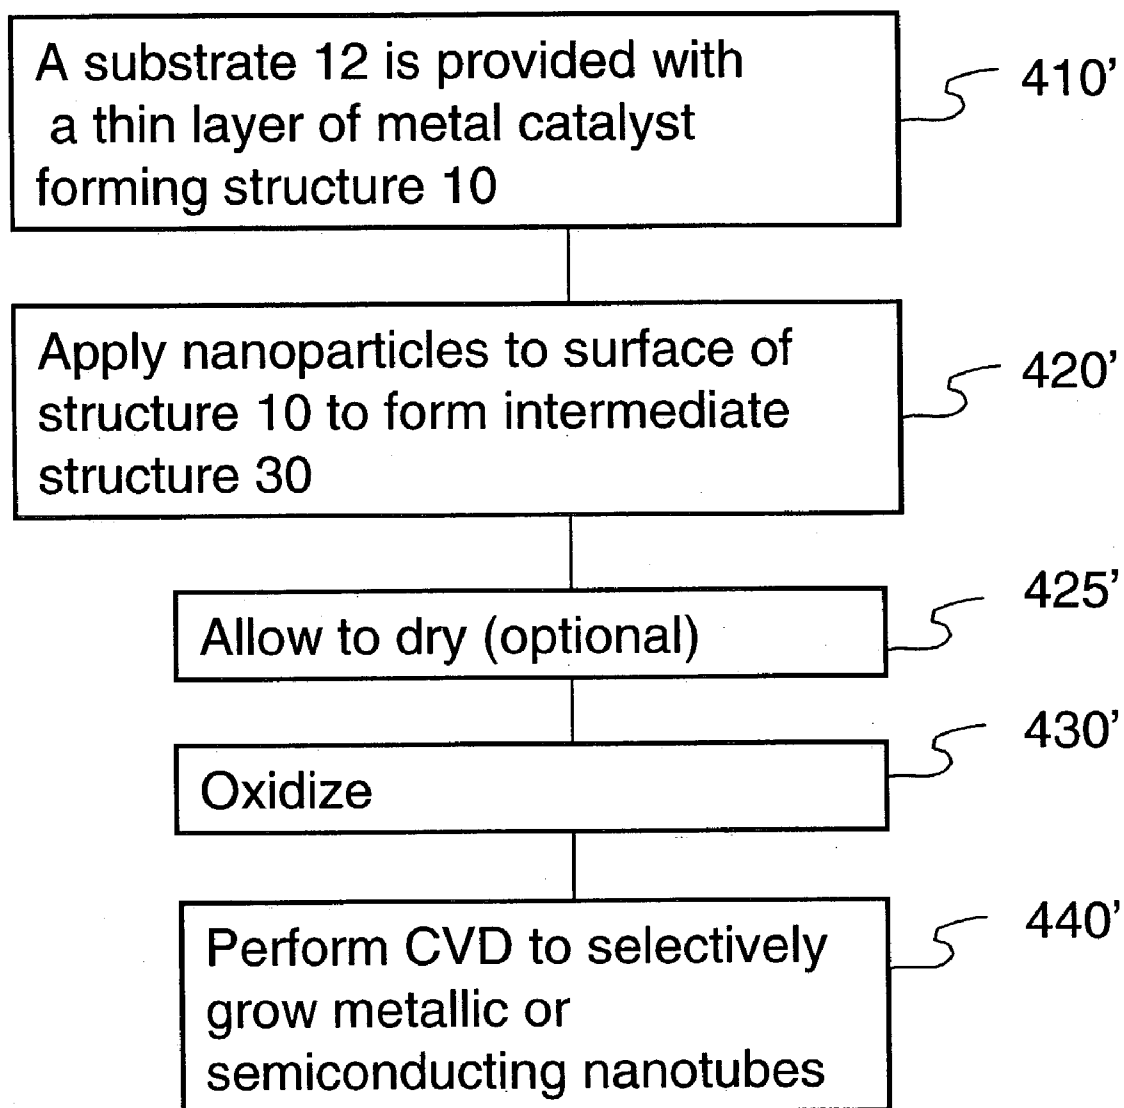 A substrate 12 is provided with
a thin layer of metal catalyst
forming structure 10
410’
Apply nanoparticles to surface of
structure 10 to form intermediate
structure 30
420’
Allow to dry (optional)
425’
Oxidize
430’
Perform CVD to selectively
grow metallic or
semiconducting nanotubes
440’